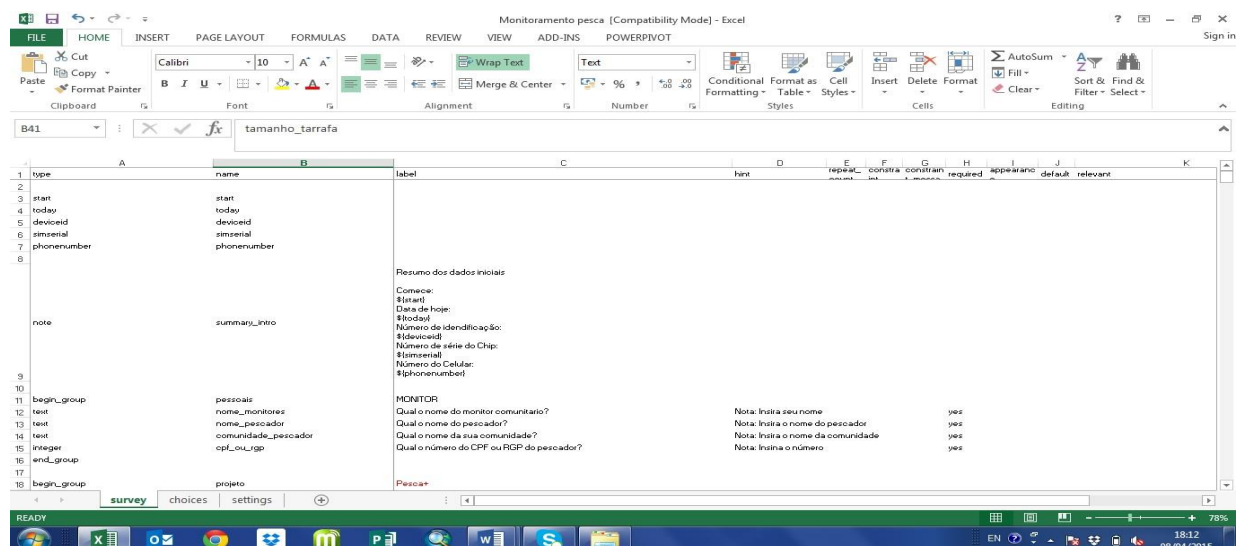 Monitoramento pesca [Compatibility Mode] - Excel
FILE HOME INSERT PAGE LAYOUT FORMULAS DATA REVIEW VIEW ADD-INS POWERPIVOT Sign in
Cut Calibri 10 Wrap Text Text AutoSum
Copy Fill
Paste Format Painter B I U Merge & Center % Conditional Formatting Format as Table Cell Styles Insert Delete Format Clear Sort & Filter Find & Select
Clipboard Font Alignment Number Styles Cells Editing
B41 fx tamanho_tarrafa
A B C D E F G H I J K
1 type name label hint required default relevant
2
3 start start
4 today today
5 deviceid deviceid
6 simserial simserial
7 phonenumber phonenumber
8
Resumo dos dados iniciais
Comece:
${start}
Data de hoje:
${today}
note summary_intro Número de idendificação:
${deviceid}
Número de série do Chip:
${simserial}
Número do Celular:
9 ${phonenumber}
10
11 begin_group pessoais MONITOR
12 text nome_monitores Qual o nome do monitor comunitario? Nota: Insira seu nome yes
13 text nome_pescador Qual o nome do pescador? Nota: Insira o nome do pescador yes
14 text comunidade_pescador Qual o nome da sua comunidade? Nota: Insira o nome da comunidade yes
15 integer cpf_ou_rgp Qual o número do CPF ou RGP do pescador? Nota: Insina o número yes
16 end_group
17
18 begin_group projeto Pesca+
survey choices settings
READY 78%
EN 18:12